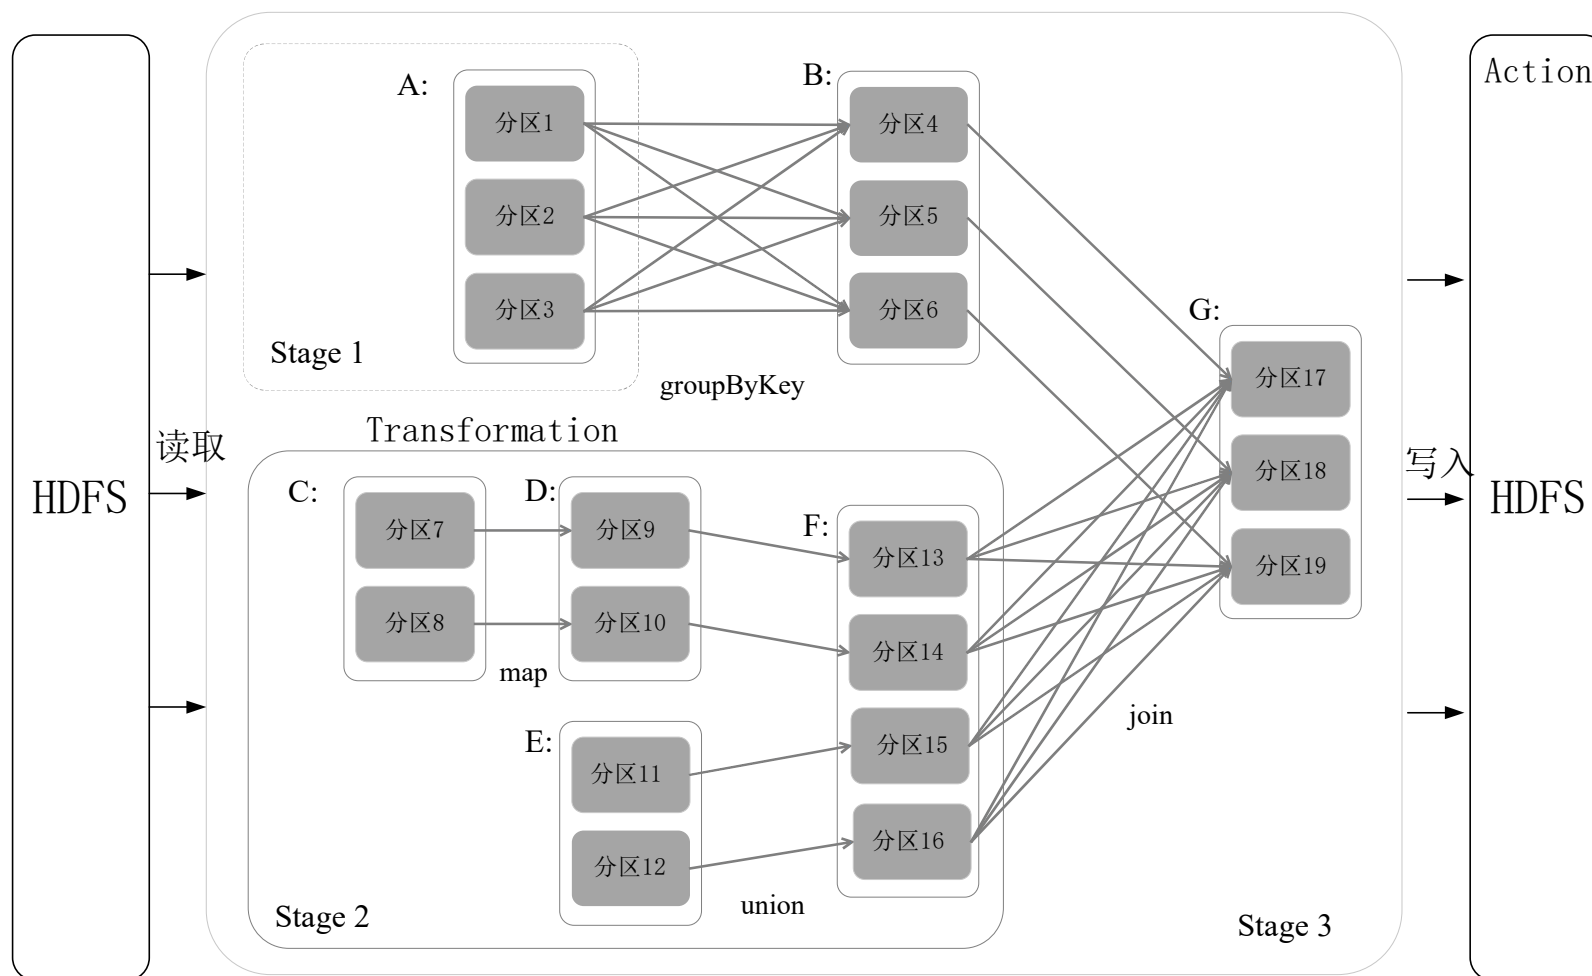 HDFS
读取
A:
分区1
分区2
分区3
Stage 1
groupByKey
B:
分区4
分区5
分区6
Transformation
C:
分区7
分区8
map
D:
分区9
分区10
E:
分区11
分区12
union
F:
分区13
分区14
分区15
分区16
Stage 2
join
G:
分区17
分区18
分区19
Stage 3
写入
Action
HDFS